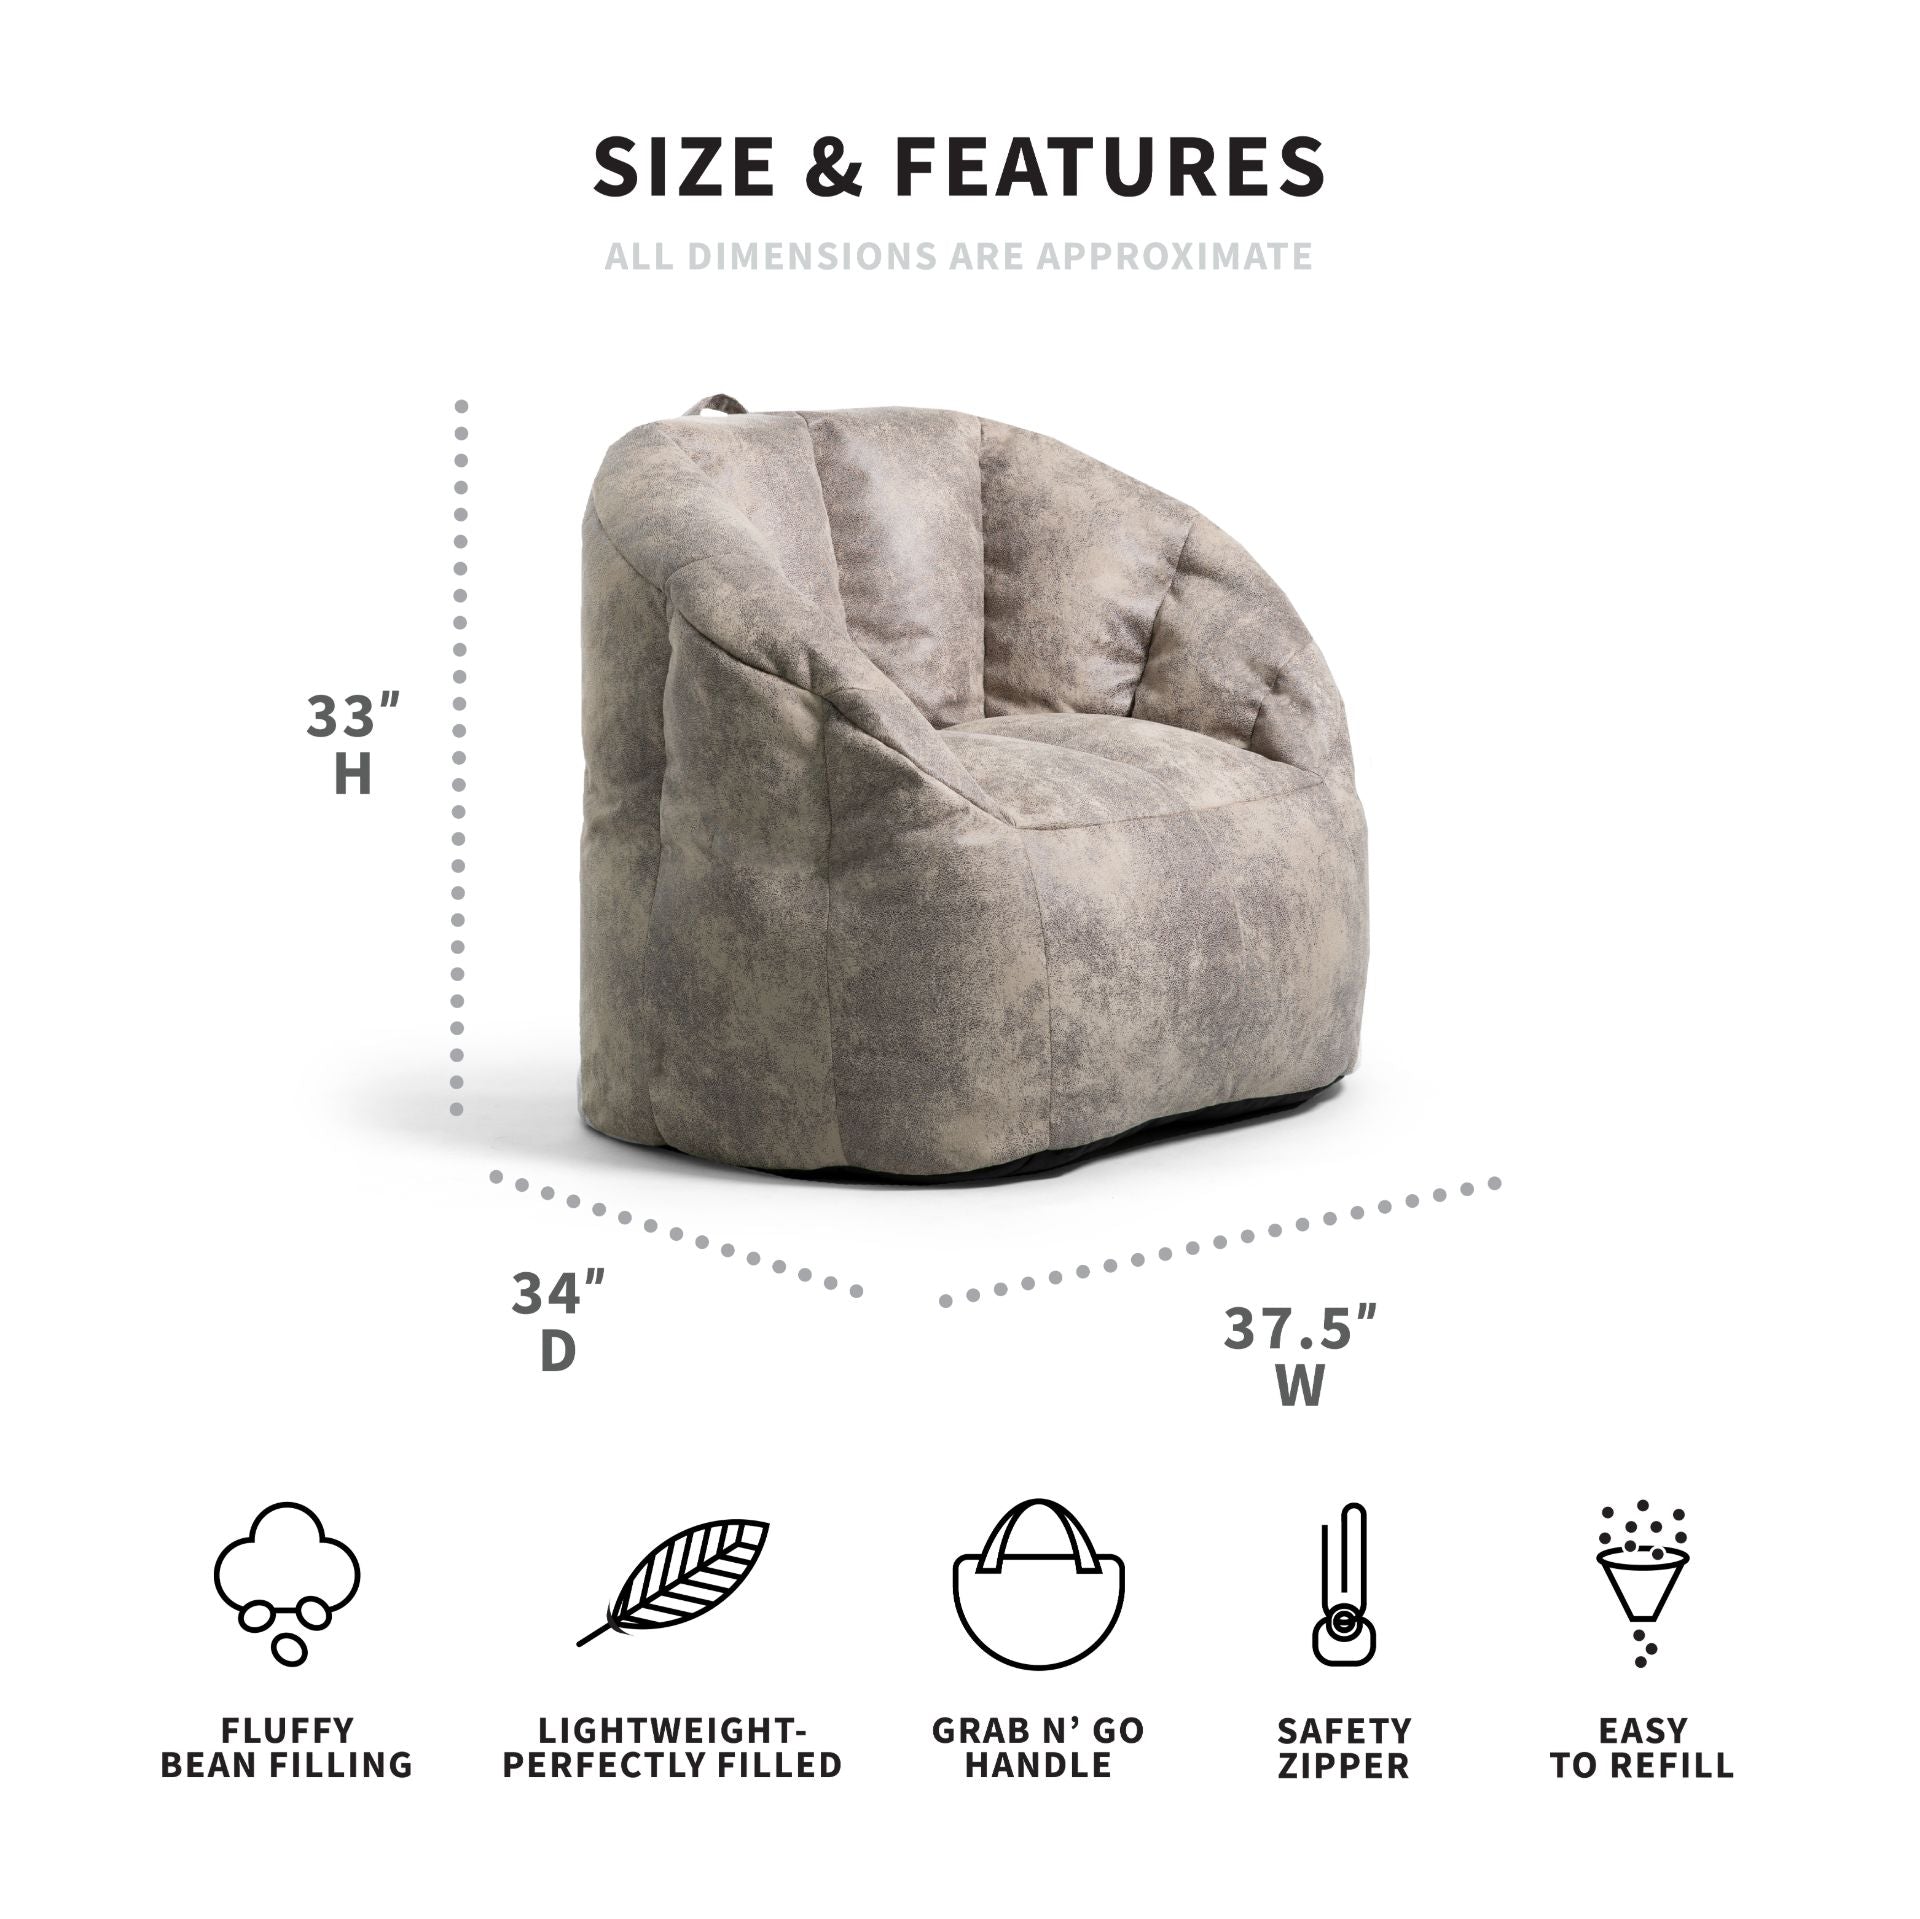 SIZE & FEATURES
ALL DIMENSIONS ARE APPROXIMATE
33″
H
34″
D
37.5″
W
FLUFFY
BEAN FILLING
LIGHTWEIGHT-
PERFECTLY FILLED
GRAB N’ GO
HANDLE
SAFETY
ZIPPER
EASY
TO REFILL